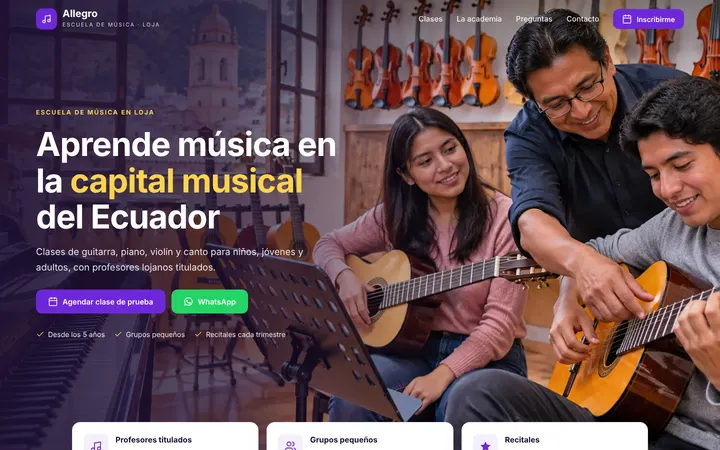 Allegro
ESCUELA DE MÚSICA · LOJA
Clases
La academia
Preguntas
Contacto
Inscribirme
ESCUELA DE MÚSICA EN LOJA
Aprende música en
la capital musical
del Ecuador
Clases de guitarra, piano, violín y canto para niños, jóvenes y
adultos, con profesores lojanos titulados.
Agendar clase de prueba
WhatsApp
Desde los 5 años
Grupos pequeños
Recitales cada trimestre
Profesores titulados
Grupos pequeños
Recitales